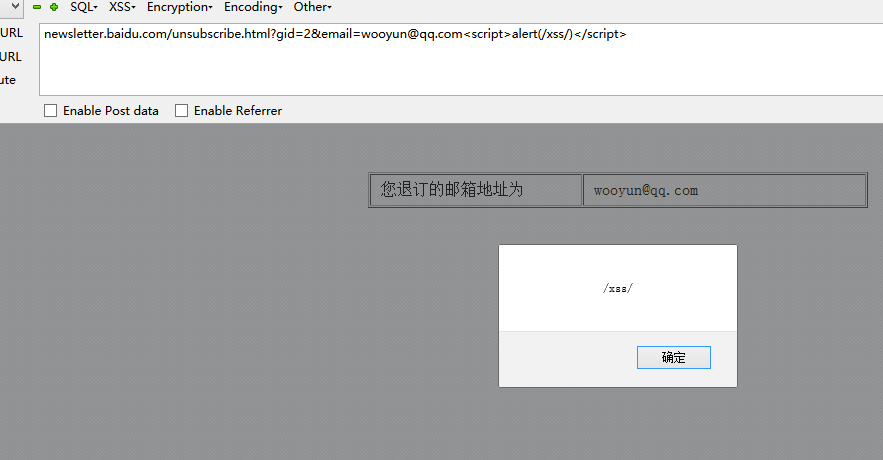 SQL XSS Encryption Encoding Other
URL newsletter.baidu.com/unsubscribe.html?gid=2&email=wooyun@qq.com<script>alert(/xss/)</script>
URL
ute
Enable Post data Enable Referrer
您退订的邮箱地址为 wooyun@qq.com
/xss/
确定